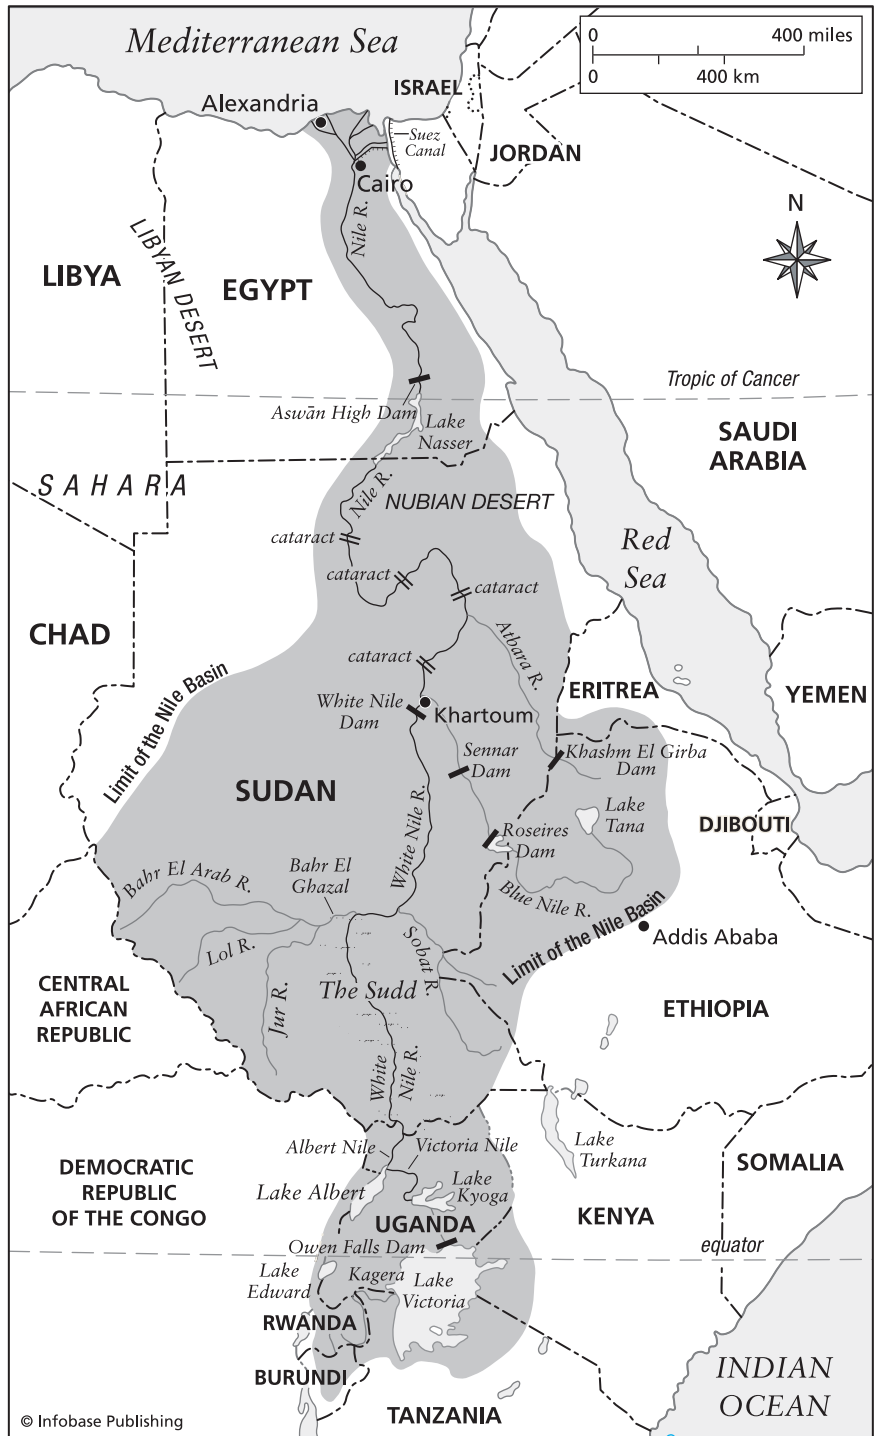 Mediterranean Sea
0 400 miles
0 400 km
ISRAEL
Alexandria
Suez
Canal
JORDAN
Cairo
N
Nile R.
LIBYAN DESERT
LIBYA
EGYPT
Tropic of Cancer
Aswān High Dam
Lake
Nasser
SAUDI
ARABIA
SAHARA
Nile R.
NUBIAN DESERT
cataract
Red
Sea
cataract
cataract
CHAD
Atbara R.
cataract
Limit of the Nile Basin
ERITREA
YEMEN
White Nile
Dam
Khartoum
Sennar
Dam
Khashm El Girba
Dam
SUDAN
Lake
Tana
DJIBOUTI
Roseires
Dam
White Nile R.
Bahr El Arab R.
Bahr El
Ghazal
Blue Nile R.
Limit of the Nile Basin
Addis Ababa
Lol R.
Sobat R.
CENTRAL
AFRICAN
REPUBLIC
Jur R.
The Sudd
ETHIOPIA
White
Nile R.
Albert Nile
Victoria Nile
Lake
Turkana
DEMOCRATIC
REPUBLIC
OF THE CONGO
SOMALIA
Lake Albert
Lake
Kyoga
UGANDA
KENYA
Owen Falls Dam
equator
Lake
Edward
Kagera
Lake
Victoria
RWANDA
BURUNDI
INDIAN
OCEAN
TANZANIA
© Infobase Publishing